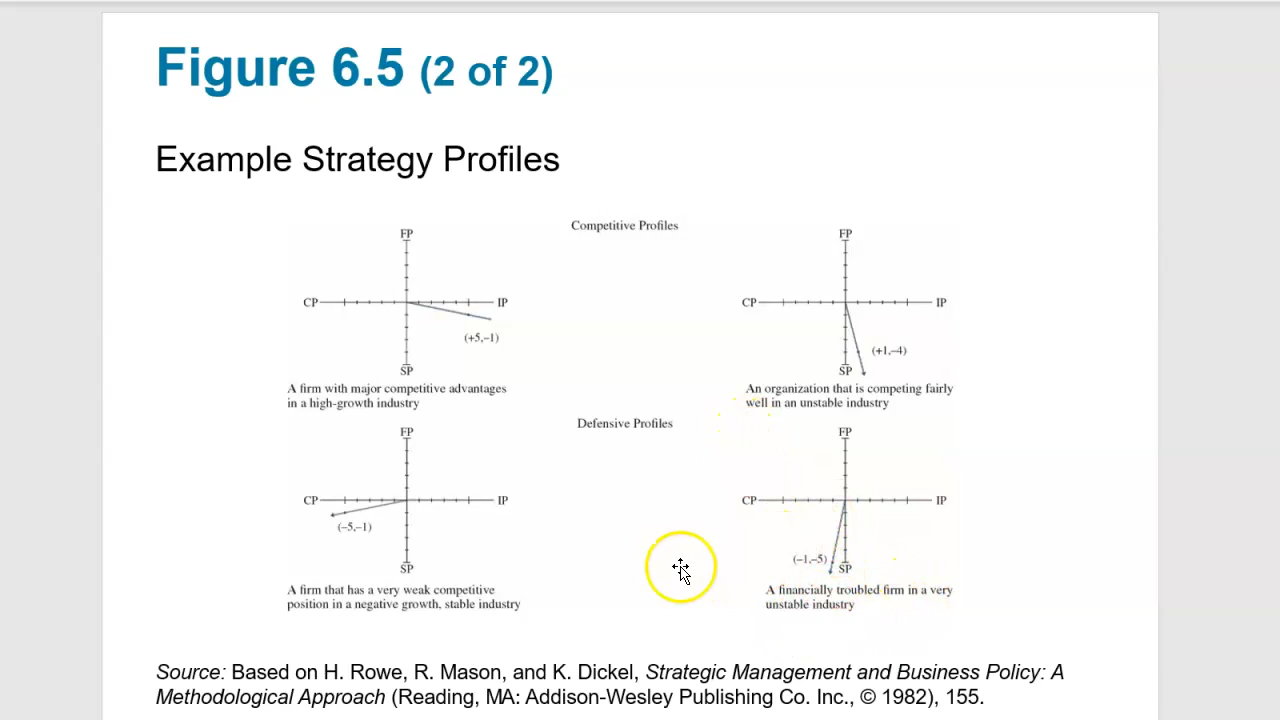 Figure 6.5 (2 of 2)
Example Strategy Profiles
Competitive Profiles
FP
CP
IP
(+5,–1)
SP
A firm with major competitive advantages
in a high-growth industry
FP
CP
IP
(+1,–4)
SP
An organization that is competing fairly
well in an unstable industry
Defensive Profiles
FP
CP
IP
(–5,–1)
SP
A firm that has a very weak competitive
position in a negative growth, stable industry
FP
CP
IP
(–1,–5)
SP
A financially troubled firm in a very
unstable industry
Source: Based on H. Rowe, R. Mason, and K. Dickel, Strategic Management and Business Policy: A
Methodological Approach (Reading, MA: Addison-Wesley Publishing Co. Inc., © 1982), 155.